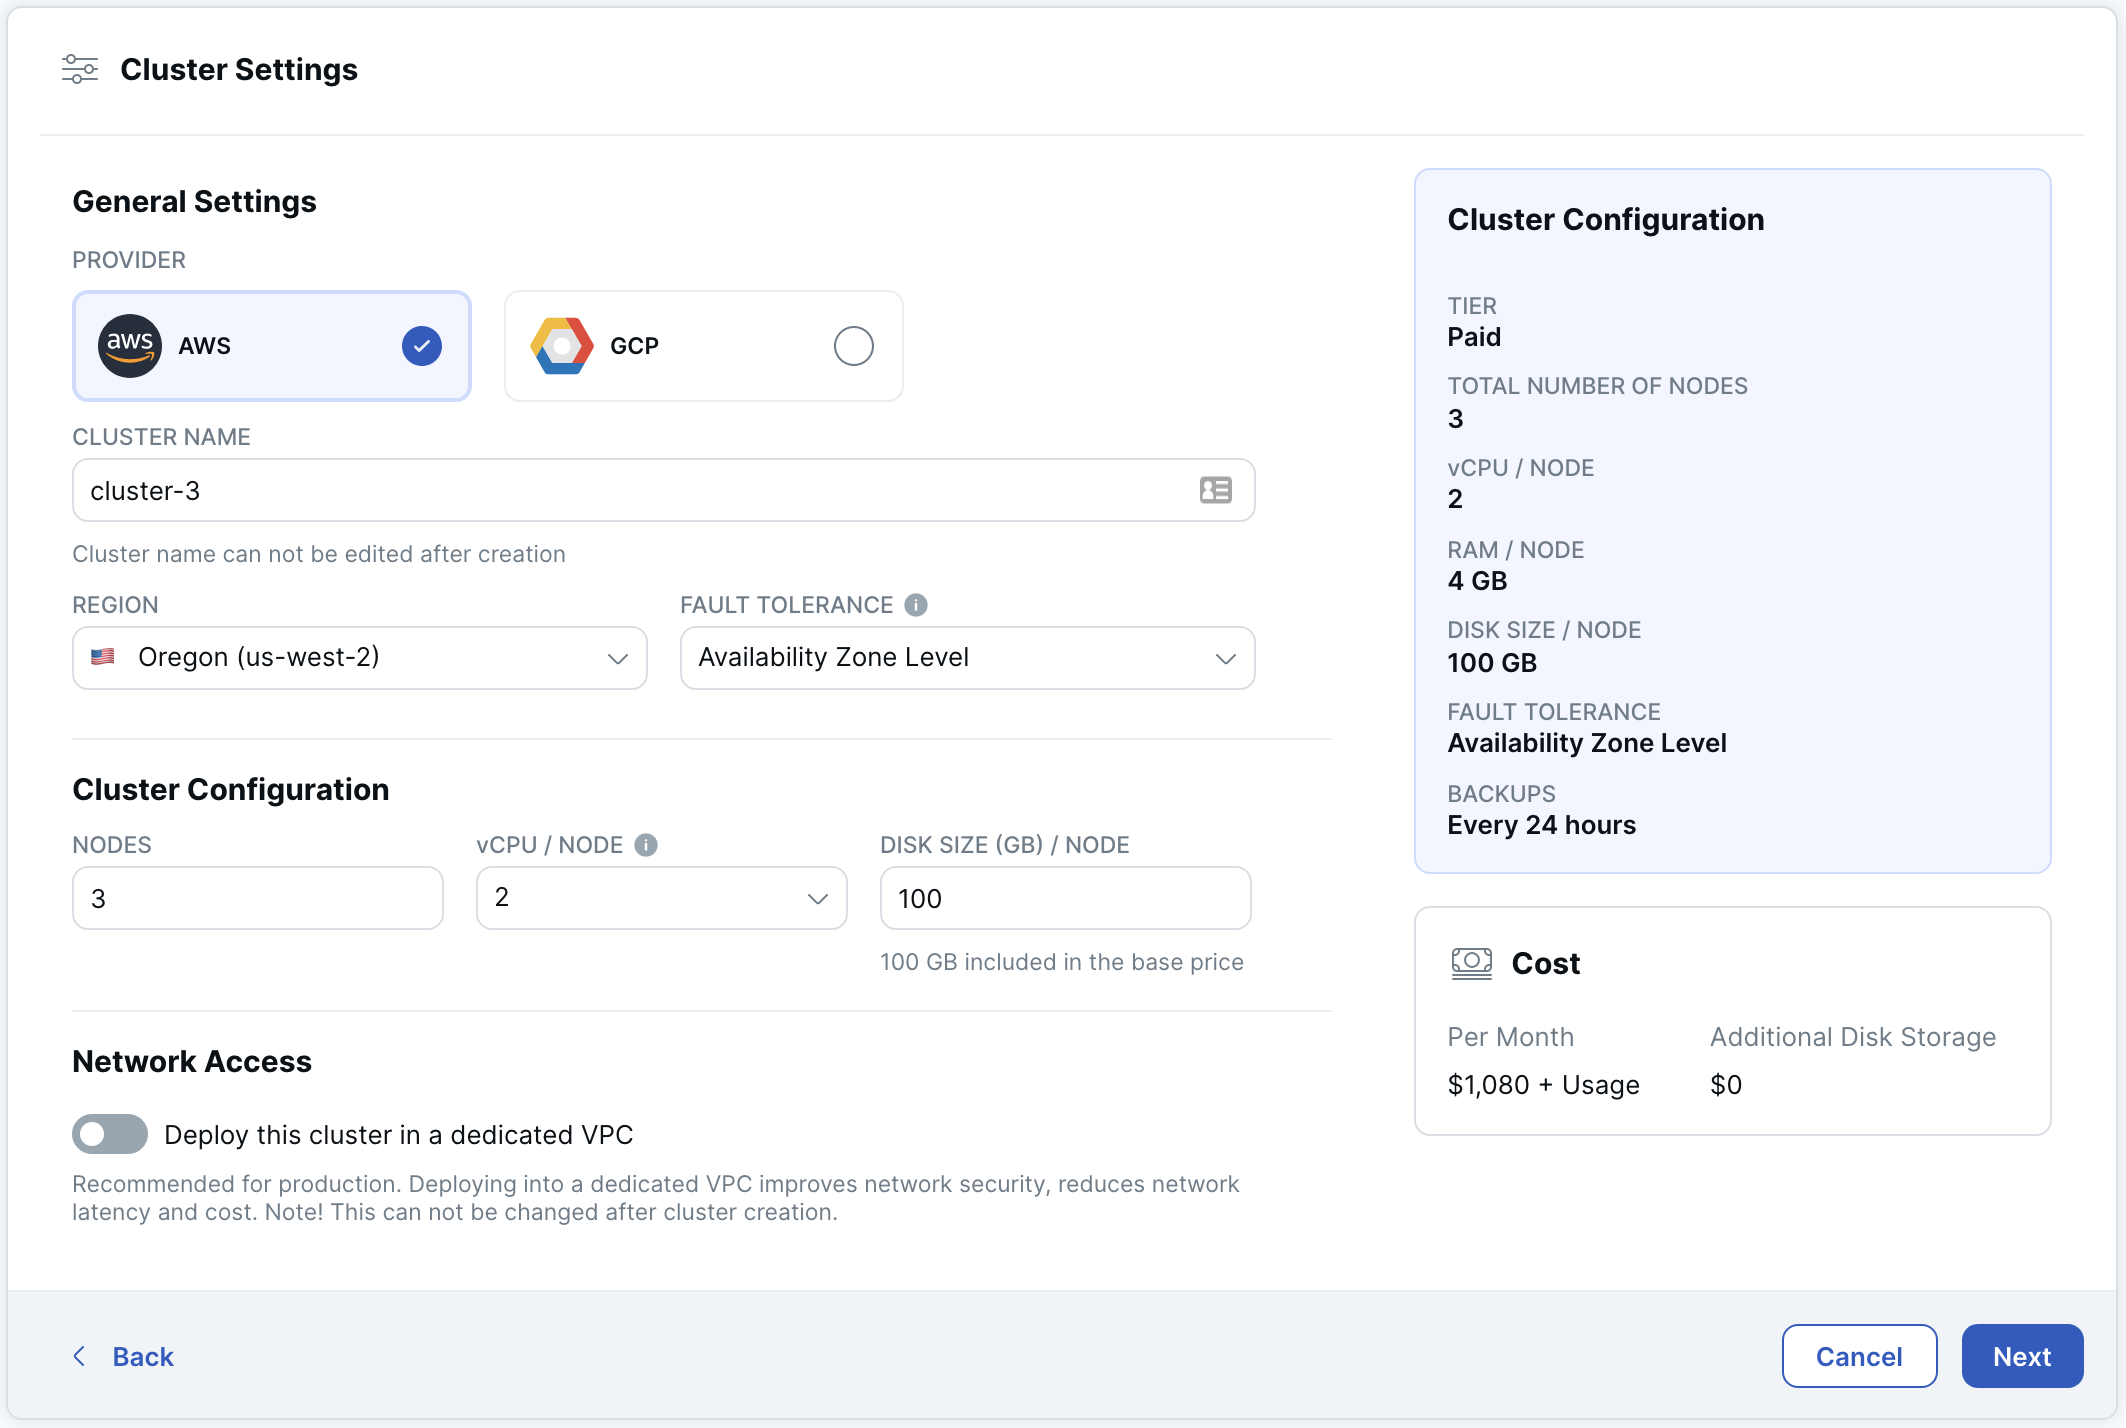 Cluster Settings
General Settings
PROVIDER
aws AWS
GCP
CLUSTER NAME
cluster-3
Cluster name can not be edited after creation
REGION
Oregon (us-west-2)
FAULT TOLERANCE
Availability Zone Level
Cluster Configuration
NODES
3
vCPU / NODE
2
DISK SIZE (GB) / NODE
100
100 GB included in the base price
Network Access
Deploy this cluster in a dedicated VPC
Recommended for production. Deploying into a dedicated VPC improves network security, reduces network
latency and cost. Note! This can not be changed after cluster creation.
Cluster Configuration
TIER
Paid
TOTAL NUMBER OF NODES
3
vCPU / NODE
2
RAM / NODE
4 GB
DISK SIZE / NODE
100 GB
FAULT TOLERANCE
Availability Zone Level
BACKUPS
Every 24 hours
Cost
Per Month
$1,080 + Usage
Additional Disk Storage
$0
Back
Cancel
Next